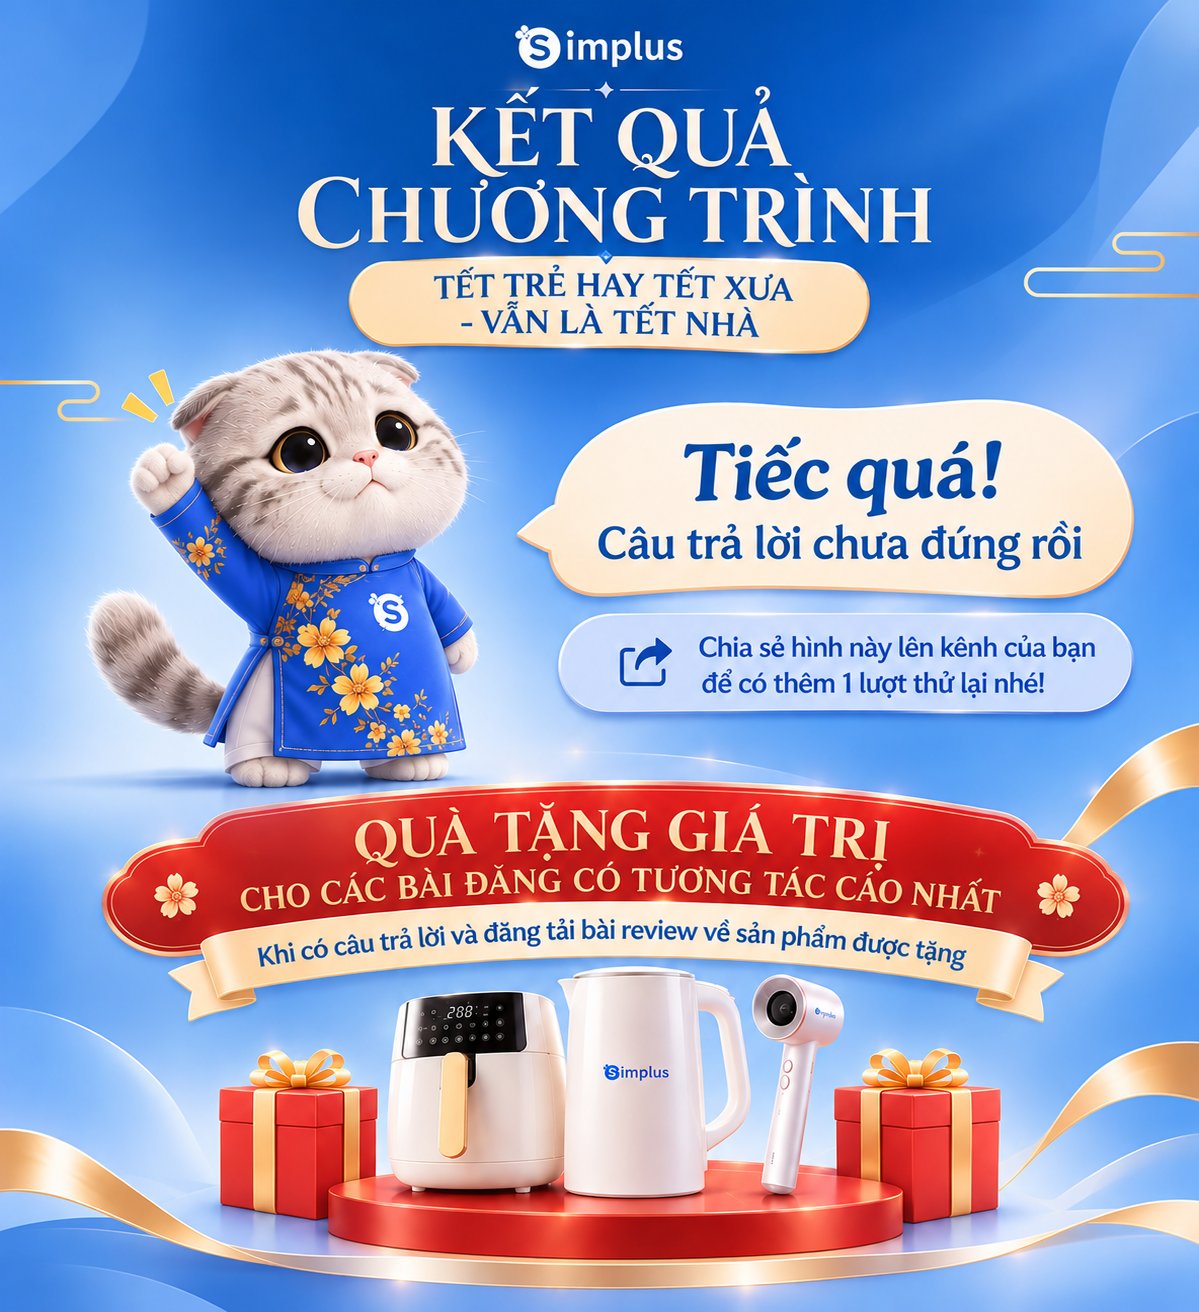 Simplus
KẾT QUẢ
CHƯƠNG TRÌNH
TẾT TRẺ HAY TẾT XƯA
- VẪN LÀ TẾT NHÀ
Tiếc quá!
Câu trả lời chưa đứng rồi
Chia sẻ hình này lên kênh của bạn
để có thêm 1 lượt thử lại nhé!
QUÀ TẶNG GIÁ TRỊ
CHO CÁC BÀI ĐĂNG CÓ TƯƠNG TÁC CÁO NHẤT
Khi có câu trả lời và đăng tải bài review về sản phẩm được tặng
288
Simplus